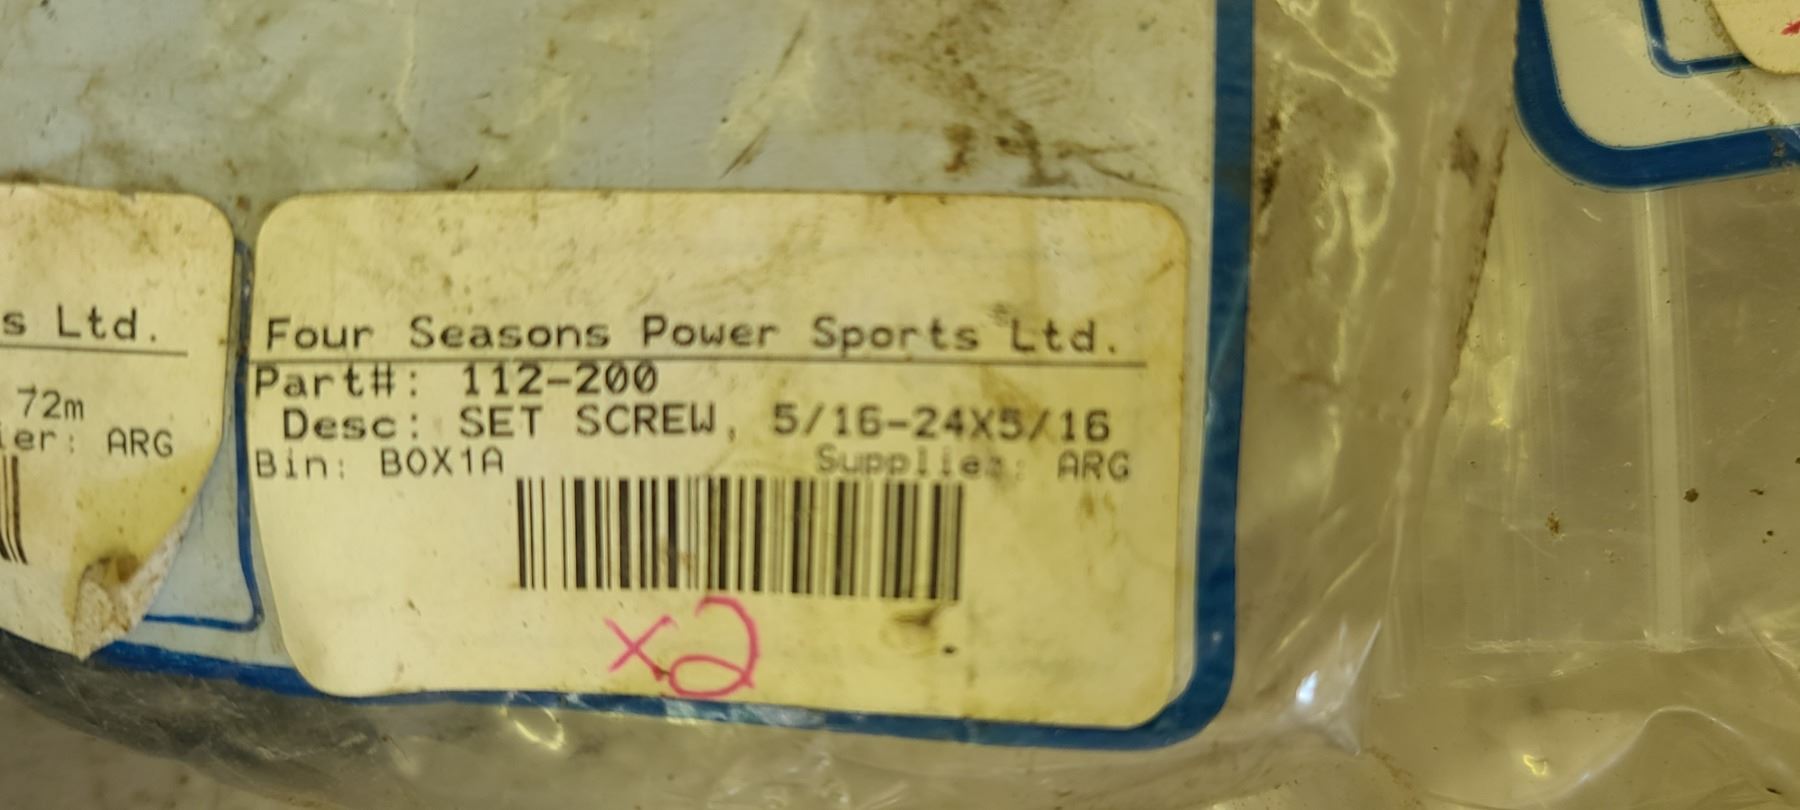 s Ltd.
72m
ier: ARG
Four Seasons Power Sports Ltd.
Part#: 112-200
Desc: SET SCREW, 5/16-24X5/16
Bin: BOX1A Supplier: ARG
x2